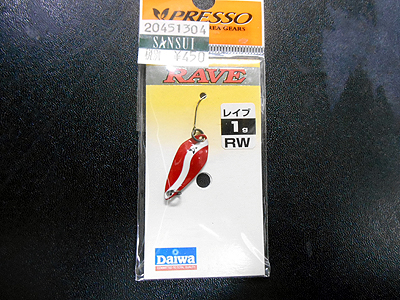 PRESSO
AREA GEARS
20451304
SANSUI
¥450
RAVE
レイブ
1g
RW
Daiwa